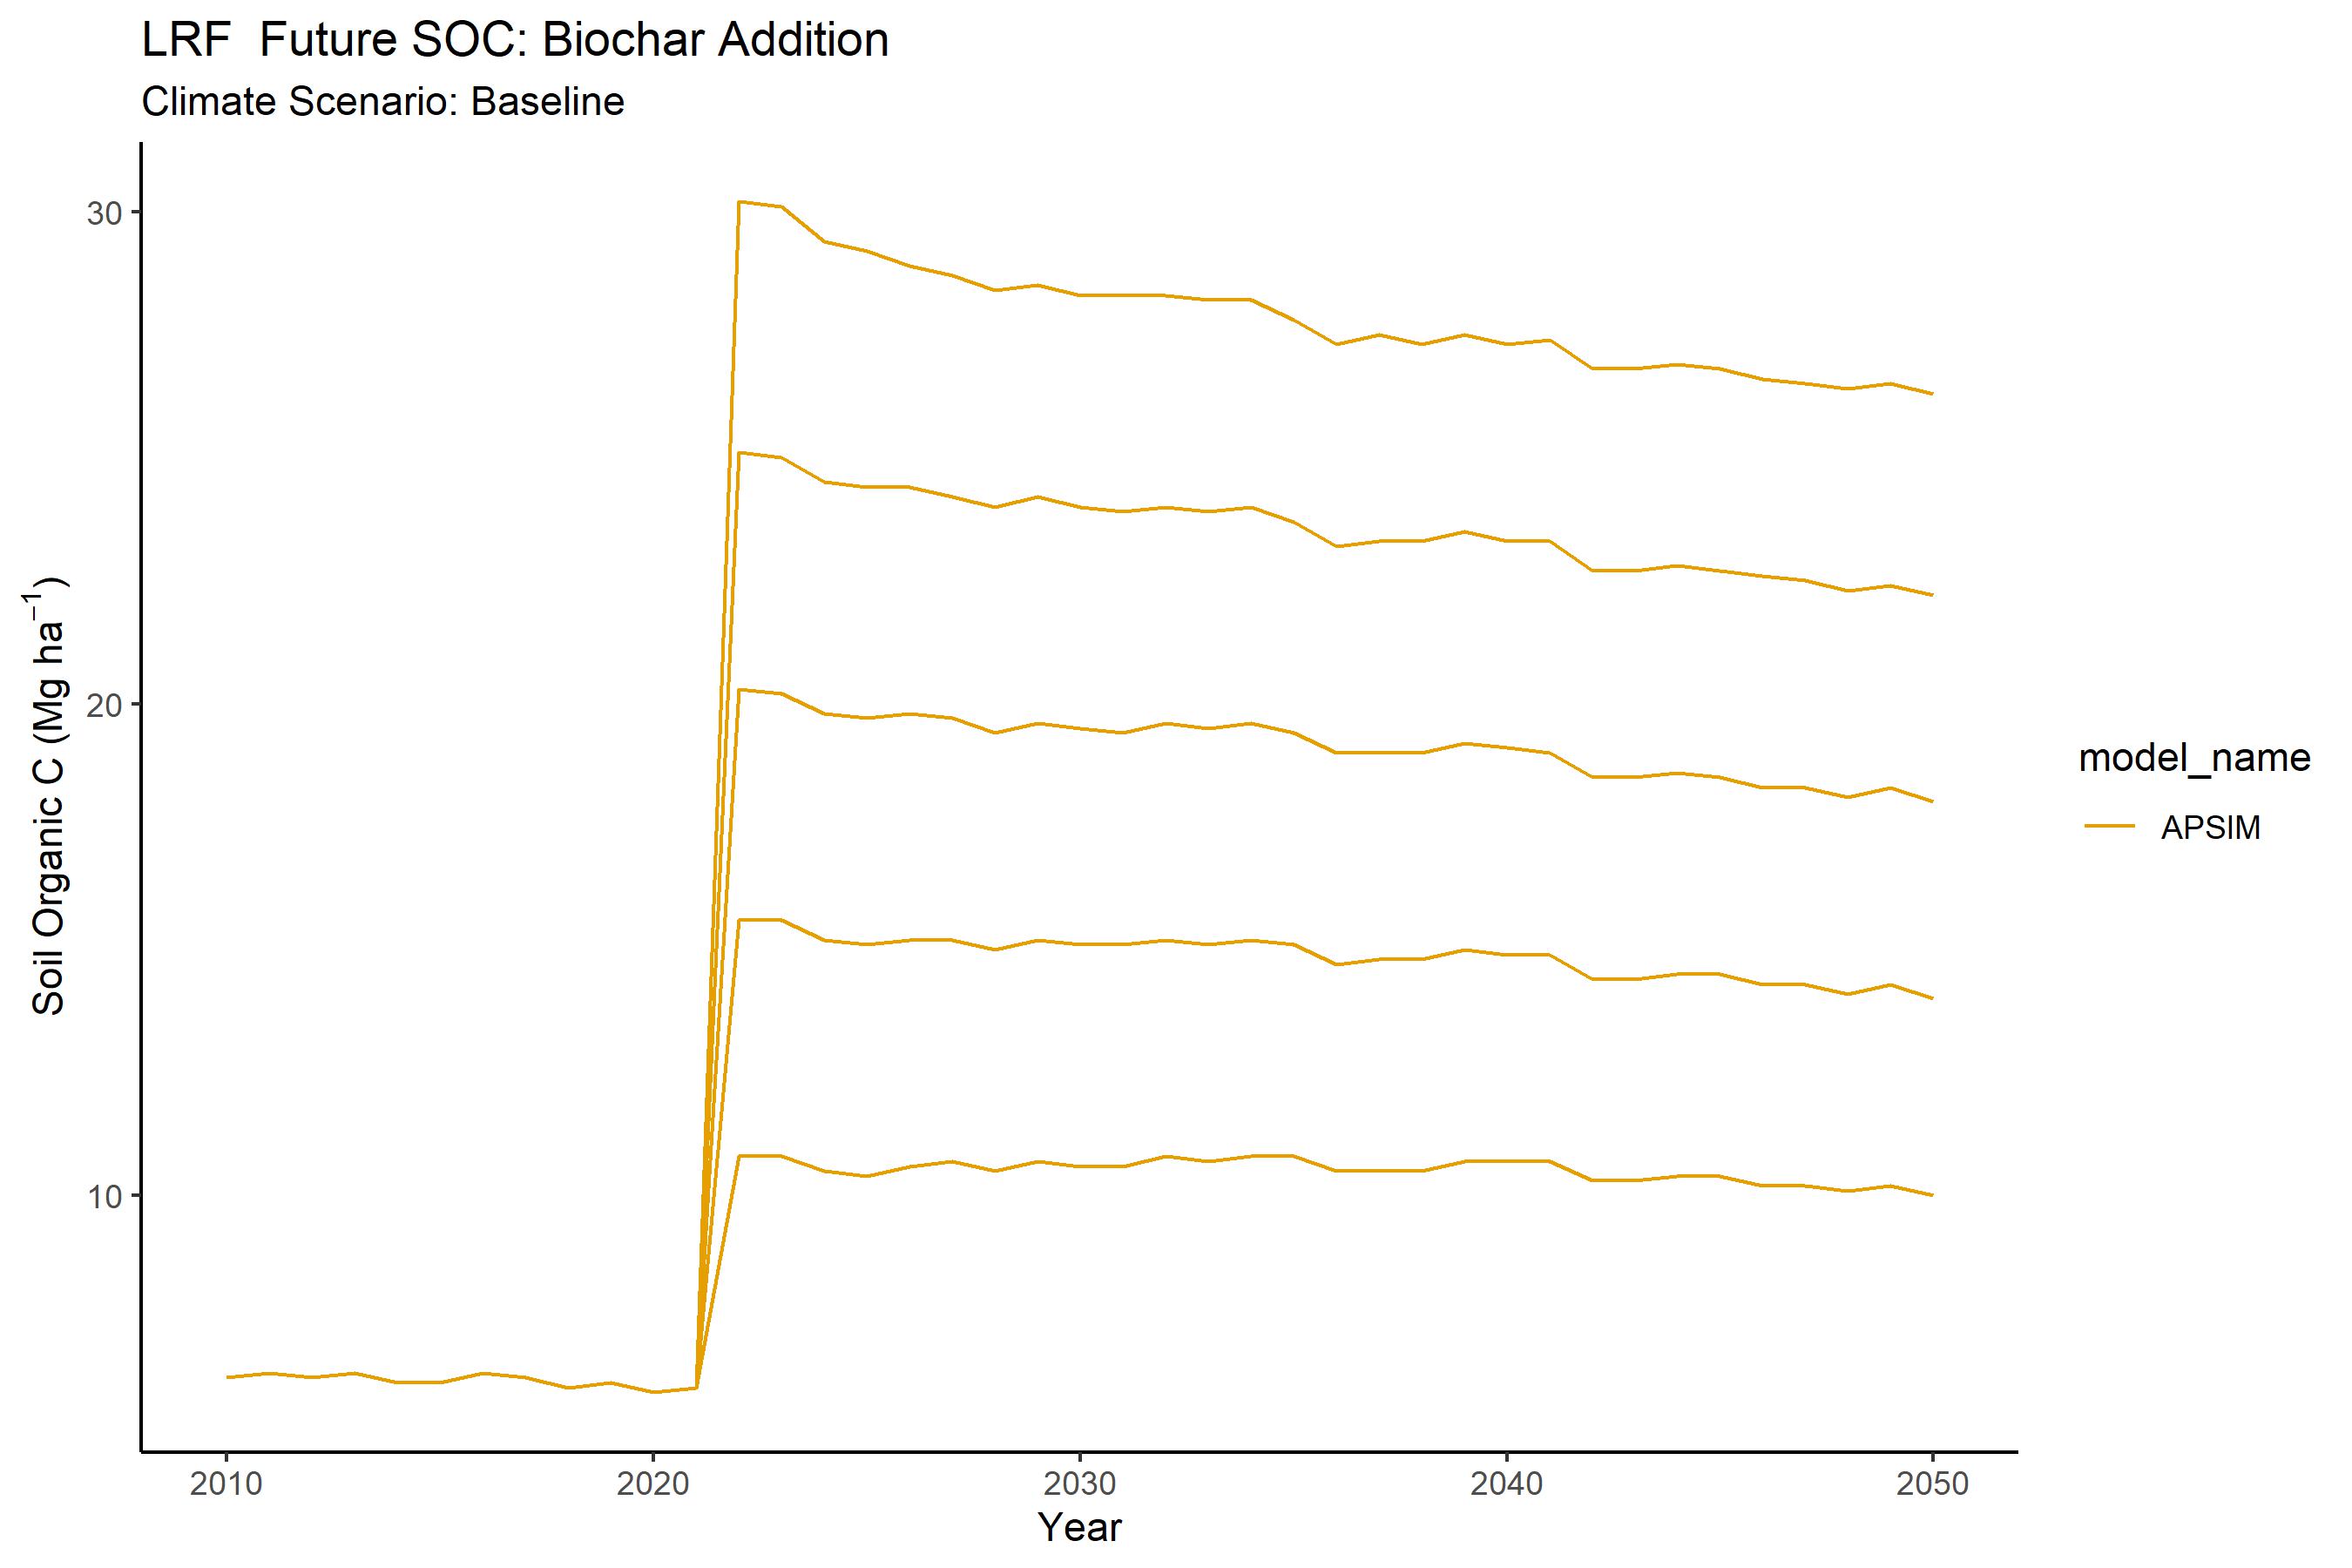 LRF  Future SOC: Biochar Addition
Climate Scenario: Baseline
30
20
10
Soil Organic C (Mg ha⁻¹)
2010 2020 2030 2040 2050
Year
model_name
APSIM